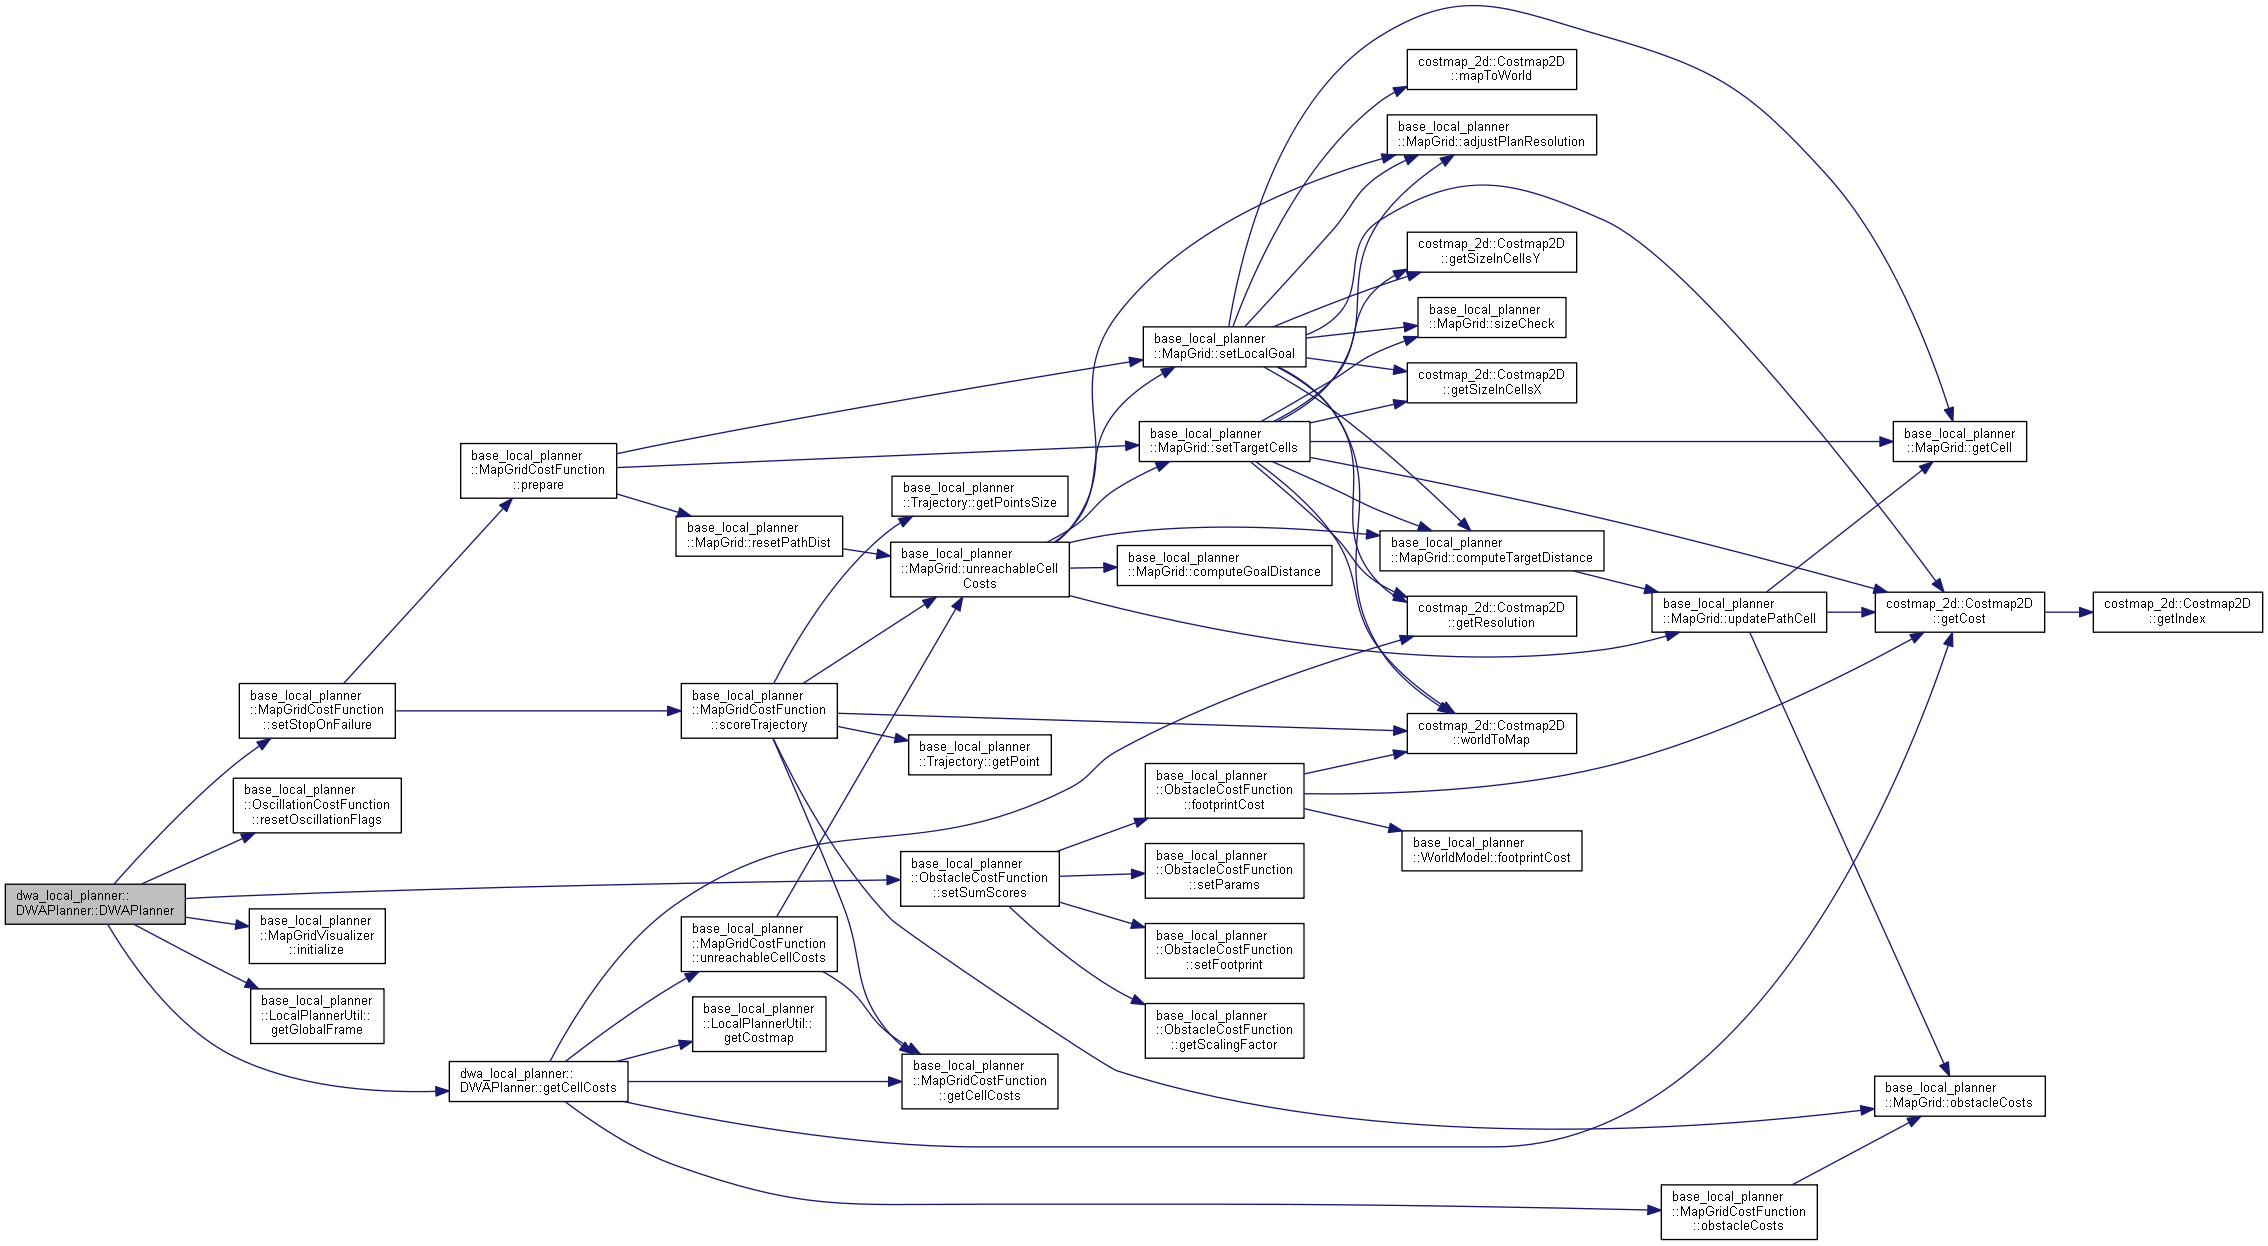 costmap_2d::Costmap2D
::mapToWorld
base_local_planner
::MapGrid::adjustPlanResolution
costmap_2d::Costmap2D
::getSizeInCellsY
base_local_planner
::MapGrid::sizeCheck
base_local_planner
::MapGrid::setLocalGoal
costmap_2d::Costmap2D
::getSizeInCellsX
base_local_planner
::MapGrid::setTargetCells
base_local_planner
::MapGrid::getCell
base_local_planner
::MapGridCostFunction
::prepare
base_local_planner
::Trajectory::getPointsSize
base_local_planner
::MapGrid::resetPathDist
base_local_planner
::MapGrid::unreachableCell
Costs
base_local_planner
::MapGrid::computeGoalDistance
base_local_planner
::MapGrid::computeTargetDistance
costmap_2d::Costmap2D
::getResolution
base_local_planner
::MapGrid::updatePathCell
costmap_2d::Costmap2D
::getCost
costmap_2d::Costmap2D
::getIndex
base_local_planner
::MapGridCostFunction
::setStopOnFailure
base_local_planner
::MapGridCostFunction
::scoreTrajectory
costmap_2d::Costmap2D
::worldToMap
base_local_planner
::Trajectory::getPoint
base_local_planner
::OscillationCostFunction
::resetOscillationFlags
base_local_planner
::ObstacleCostFunction
::footprintCost
base_local_planner
::WorldModel::footprintCost
dwa_local_planner::
DWAPlanner::DWAPlanner
base_local_planner
::ObstacleCostFunction
::setSumScores
base_local_planner
::ObstacleCostFunction
::setParams
base_local_planner
::MapGridVisualizer
::initialize
base_local_planner
::MapGridCostFunction
::unreachableCellCosts
base_local_planner
::ObstacleCostFunction
::setFootprint
base_local_planner
::LocalPlannerUtil::
getGlobalFrame
base_local_planner
::LocalPlannerUtil::
getCostmap
base_local_planner
::ObstacleCostFunction
::getScalingFactor
dwa_local_planner::
DWAPlanner::getCellCosts
base_local_planner
::MapGridCostFunction
::getCellCosts
base_local_planner
::MapGrid::obstacleCosts
base_local_planner
::MapGridCostFunction
::obstacleCosts